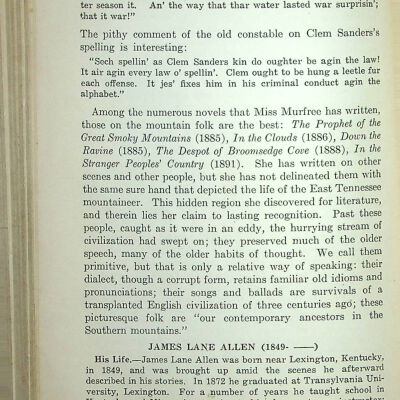 ter season it. An' the way that thar water lasted war surprisin';
that it war!"
The pithy comment of the old constable on Clem Sanders's
spelling is interesting:
"Sech spellin' as Clem Sanders kin do oughter be agin the law!
It air agin every law o' spellin'. Clem ought to be hung a leetle fur
each offense. It jes' fixes him in his criminal conduct agin the
alphabet."
Among the numerous novels that Miss Murfree has written,
those on the mountain folk are the best: The Prophet of the
Great Smoky Mountains (1885), In the Clouds (1886), Down the
Ravine (1885), The Despot of Broomsedge Cove (1888), In the
Stranger Peoples' Country (1891). She has written on other
scenes and other people, but she has not delineated them with
the same sure hand that depicted the life of the East Tennessee
mountaineer. This hidden region she discovered for literature,
and therein lies her claim to lasting recognition. Past these
people, caught as it were in an eddy, the hurrying stream of
civilization had swept on; they preserved much of the older
speech, many of the older habits of thought. We call them
primitive, but that is only a relative way of speaking: their
dialect, though a corrupt form, retains familiar old idioms and
pronunciations; their songs and ballads are survivals of a
transplanted English civilization of three centuries ago; these
picturesque folk are "our contemporary ancestors in the
Southern mountains."
JAMES LANE ALLEN (1849- ——)
His Life.—James Lane Allen was born near Lexington, Kentucky,
in 1849, and was brought up amid the scenes he afterward
described in his stories. In 1872 he graduated at Transylvania Uni-
versity, Lexington. For a number of years he taught school in